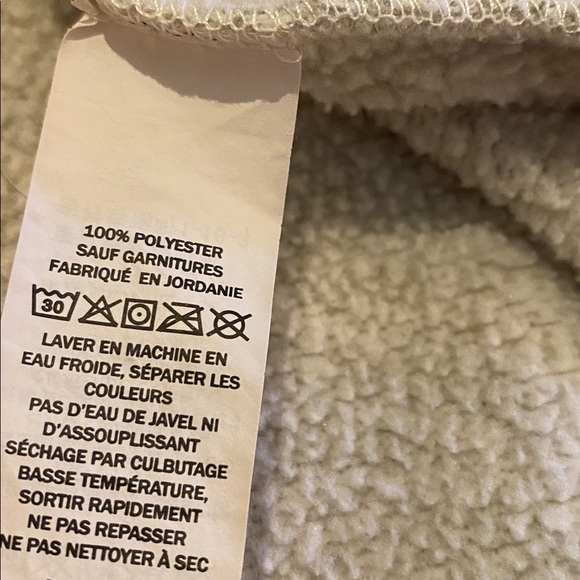 100% POLYESTER
SAUF GARNITURES
FABRIQUÉ EN JORDANIE
30
LAVER EN MACHINE EN
EAU FROIDE, SÉPARER LES
COULEURS
PAS D'EAU DE JAVEL NI
D'ASSOUPLISSANT
SÉCHAGE PAR CULBUTAGE
BASSE TEMPÉRATURE,
SORTIR RAPIDEMENT
NE PAS REPASSER
NE PAS NETTOYER À SEC